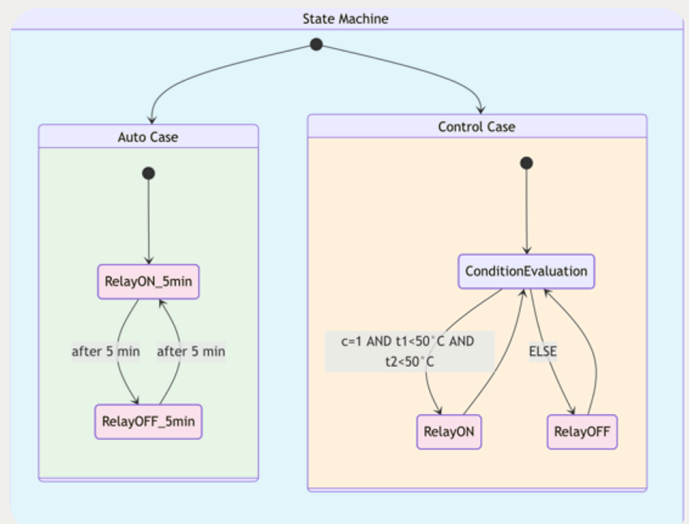 State Machine
Auto Case
Control Case
RelayON_5min
ConditionEvaluation
after 5 min
after 5 min
c=1 AND t1<50°C AND
t2<50°C
ELSE
RelayOFF_5min
RelayON
RelayOFF